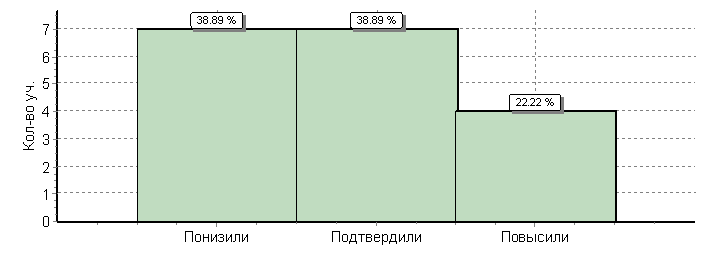 38.89 %
38.89 %
22.22 %
Кол-во уч.
7
6
5
4
3
2
1
0
Понизили
Подтвердили
Повысили